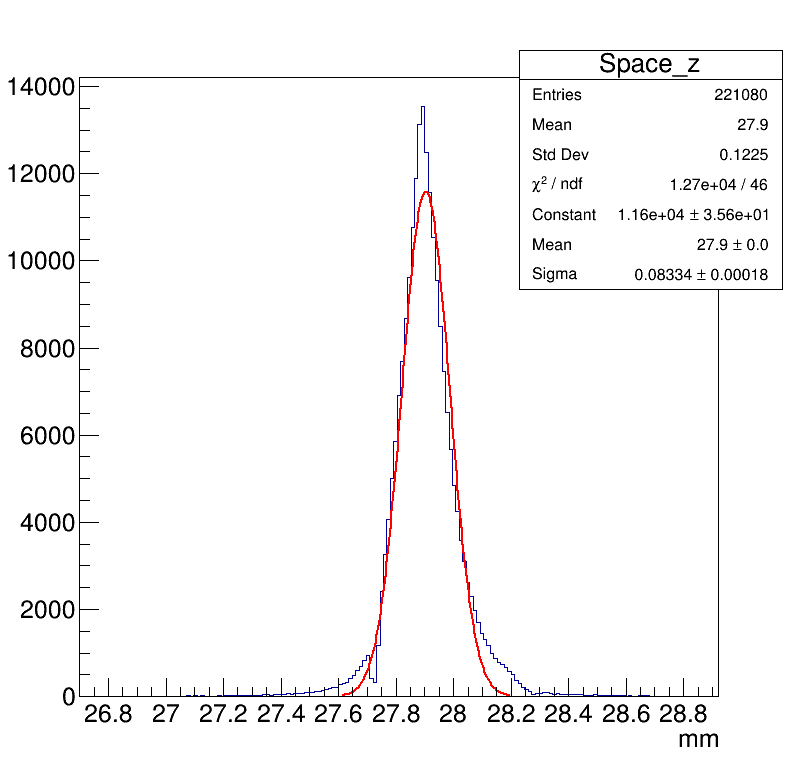 Space_z
Entries 221080
Mean 27.9
Std Dev 0.1225
χ² / ndf 1.27e+04 / 46
Constant 1.16e+04 ± 3.56e+01
Mean 27.9 ± 0.0
Sigma 0.08334 ± 0.00018
14000
12000
10000
8000
6000
4000
2000
0
26.8 27 27.2 27.4 27.6 27.8 28 28.2 28.4 28.6 28.8
mm